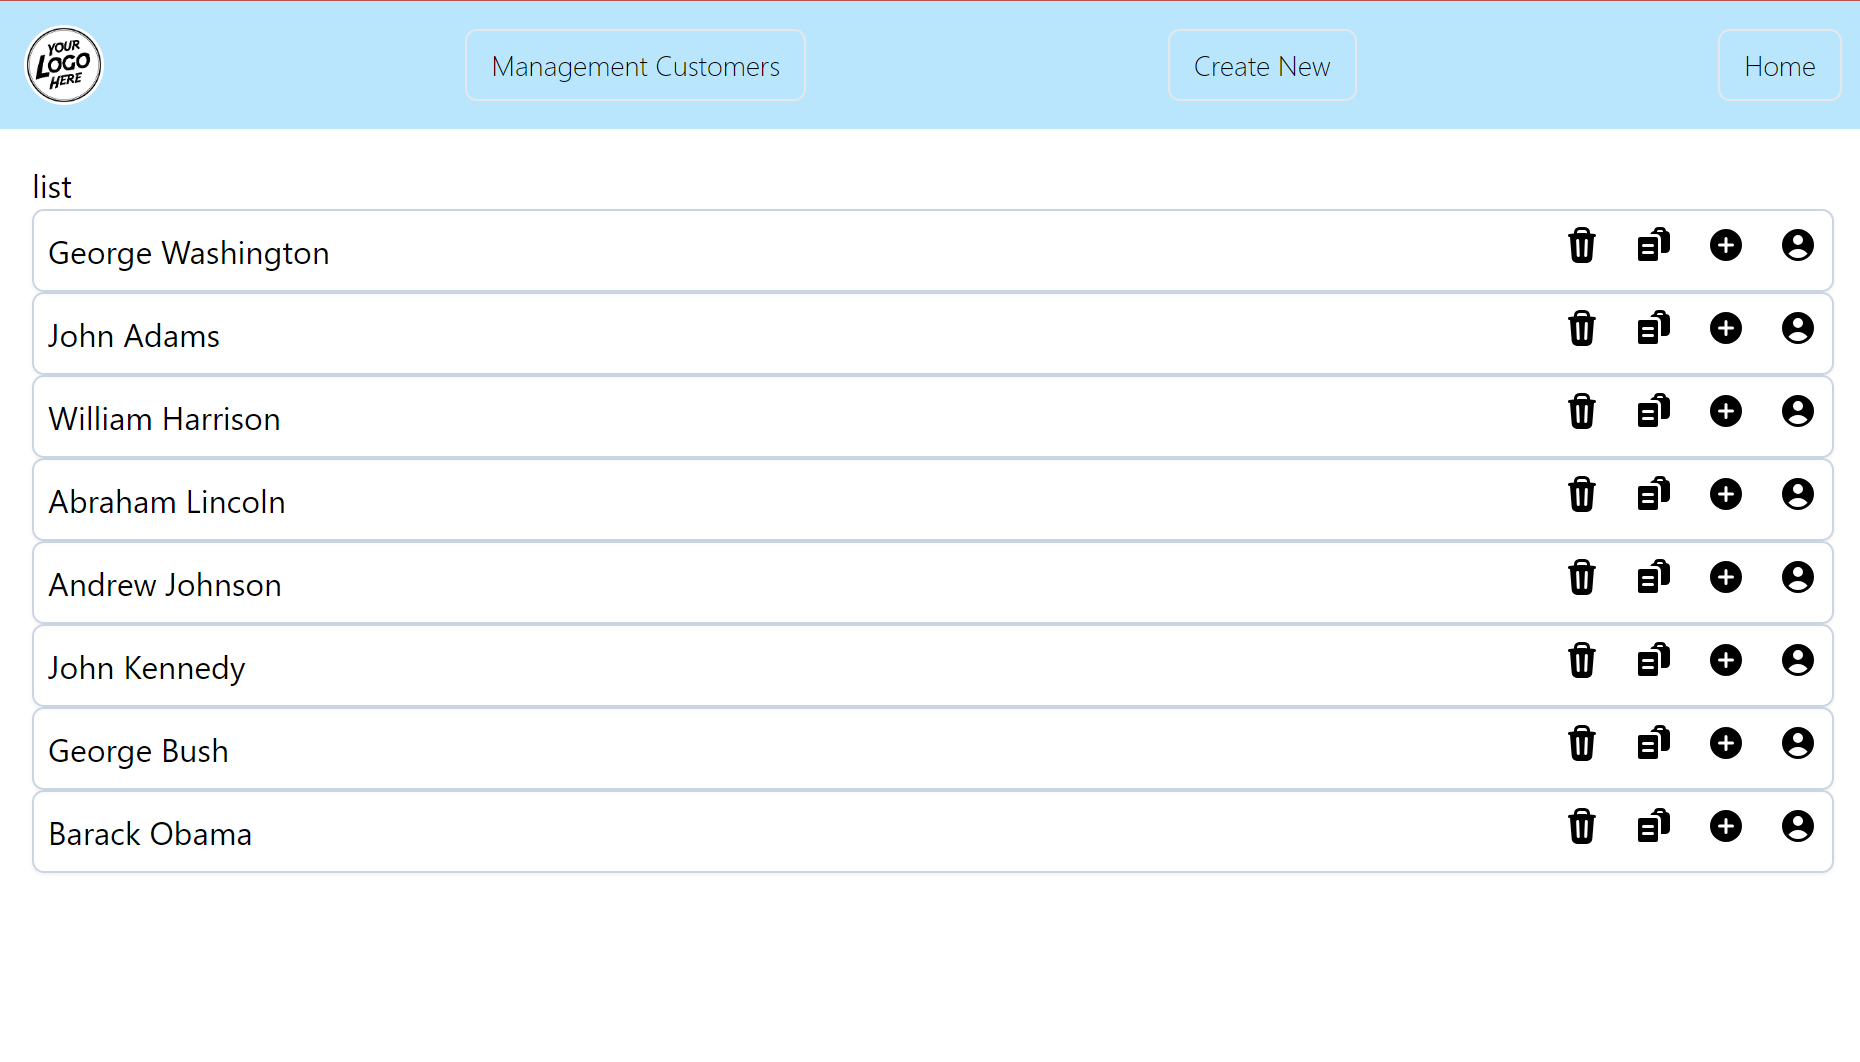 YOUR
LOGO
HERE
Management Customers
Create New
Home
list
George Washington
John Adams
William Harrison
Abraham Lincoln
Andrew Johnson
John Kennedy
George Bush
Barack Obama